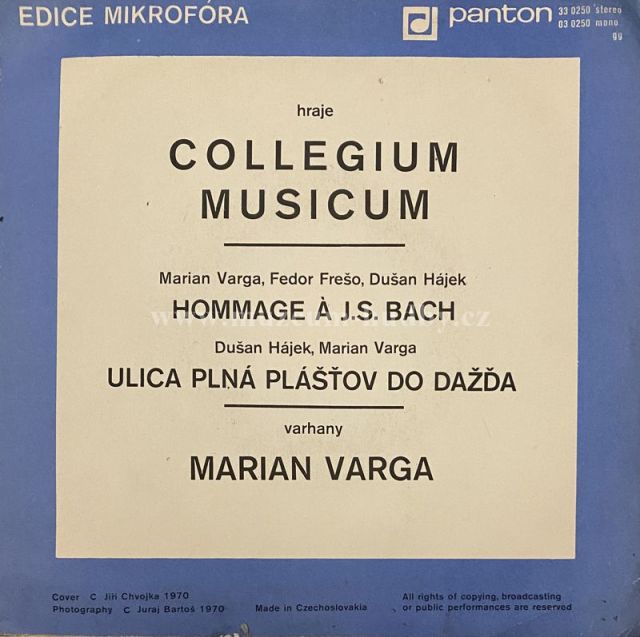 EDICE MIKROFÓRA
panton
33 0250 stereo
03 0250 mono
gg
hraje
COLLEGIUM
MUSICUM
Marian Varga, Fedor Frešo, Dušan Hájek
HOMMAGE À J.S. BACH
Dušan Hájek, Marian Varga
ULICA PLNÁ PLÁŠŤOV DO DAŽĎA
varhany
MARIAN VARGA
Cover C Jiří Chvojka 1970
Photography C Juraj Bartoš 1970
Made in Czechoslovakia
All rights of copying, broadcasting
or public performances are reserved